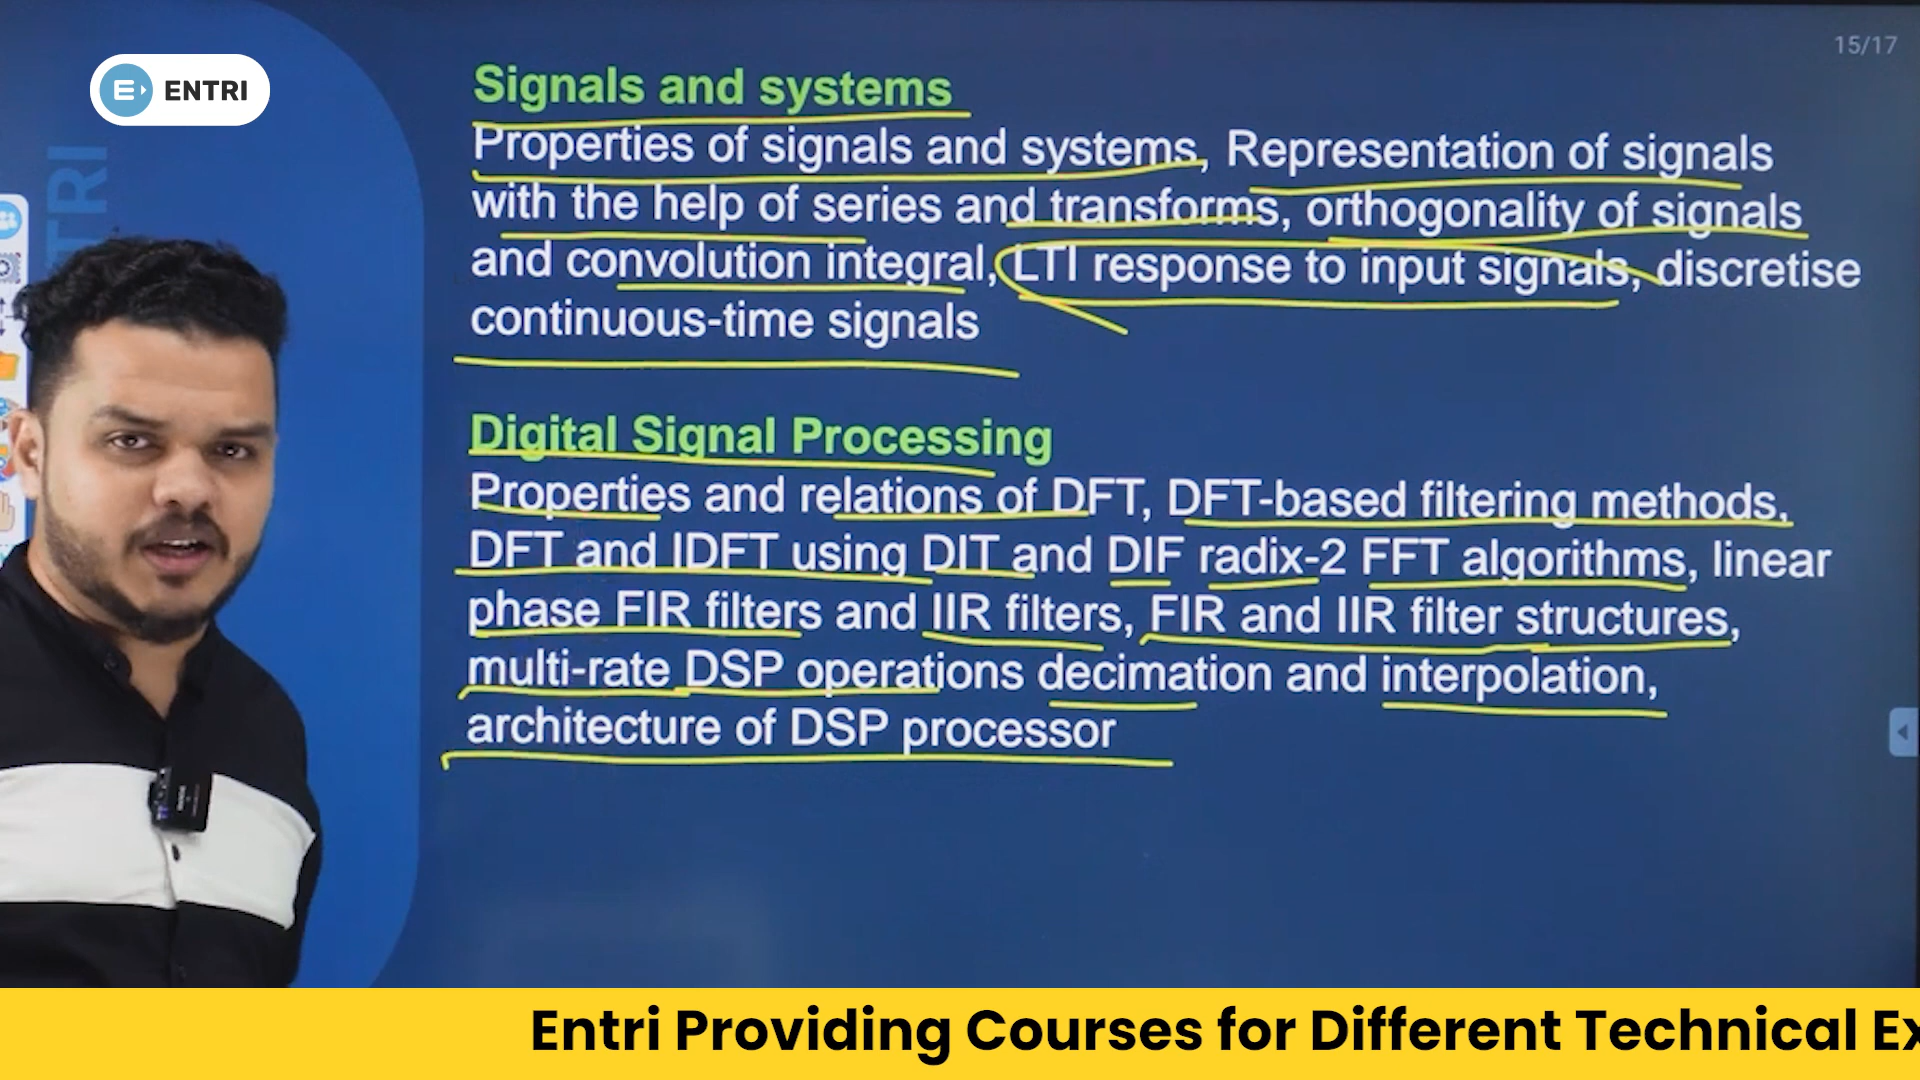 15/17
ENTRI
TRI
Signals and systems
Properties of signals and systems, Representation of signals
with the help of series and transforms, orthogonality of signals
and convolution integral, LTI response to input signals, discretise
continuous-time signals
Digital Signal Processing
Properties and relations of DFT, DFT-based filtering methods,
DFT and IDFT using DIT and DIF radix-2 FFT algorithms, linear
phase FIR filters and IIR filters, FIR and IIR filter structures,
multi-rate DSP operations decimation and interpolation,
architecture of DSP processor
Entri Providing Courses for Different Technical Ex